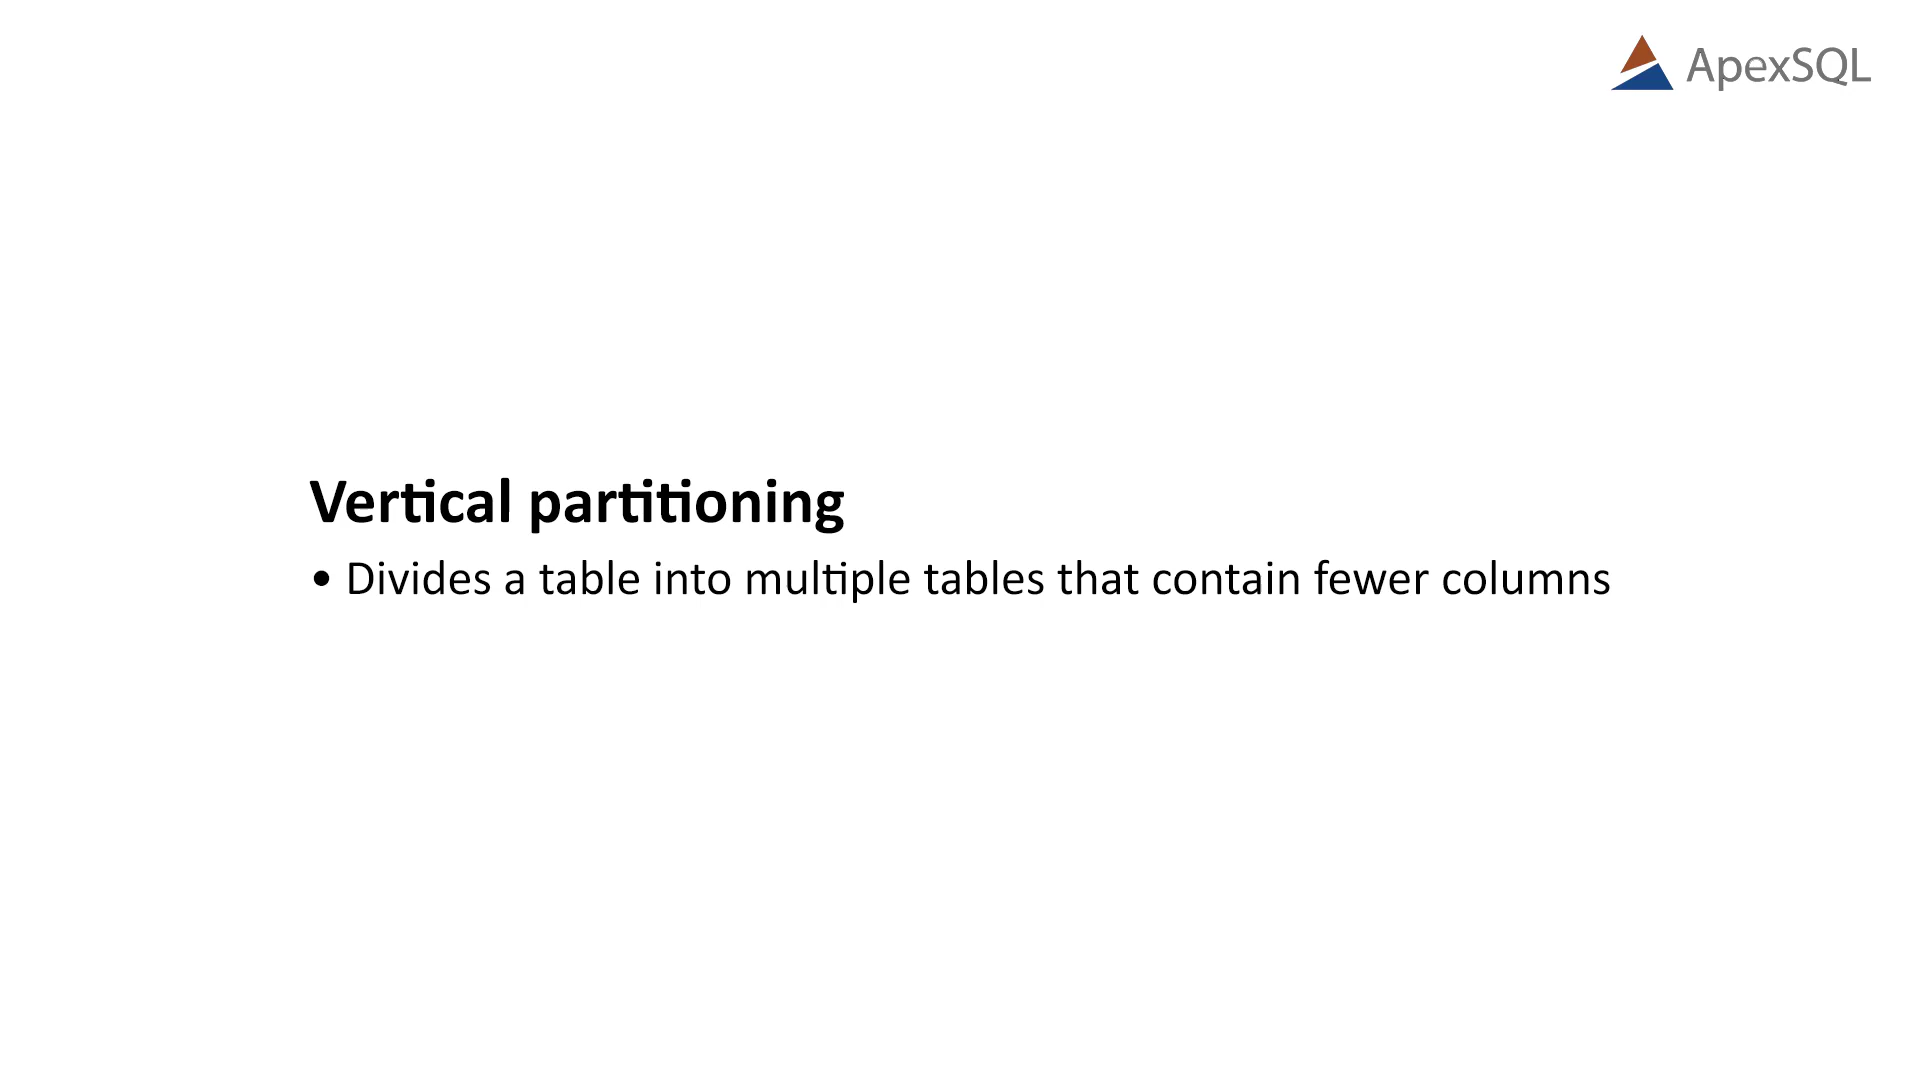 ApexSQL
Vertical partitioning
• Divides a table into multiple tables that contain fewer columns